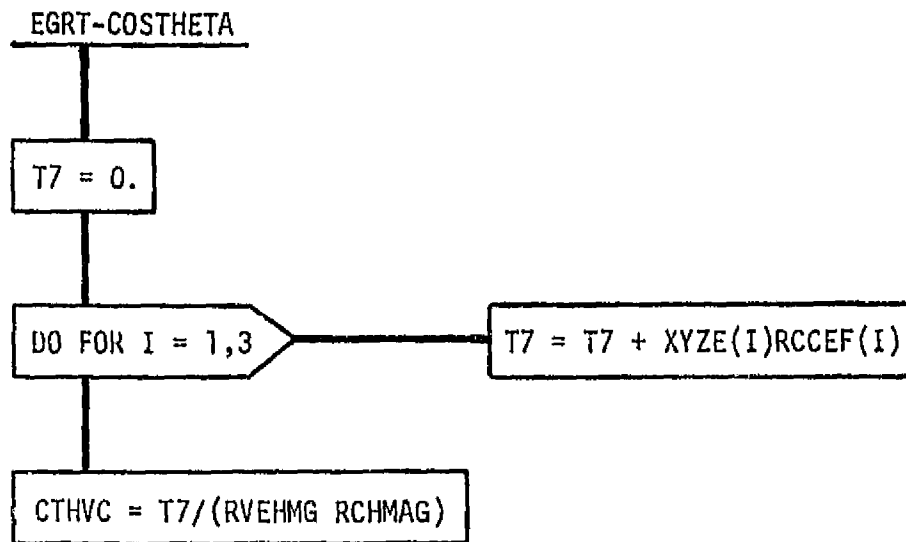 EGRT-COSTHETA
T7 = 0.
DO FOR I = 1,3
T7 = T7 + XYZE(I)RCCEF(I)
CTHVC = T7/(RVEHMG RCHMAG)